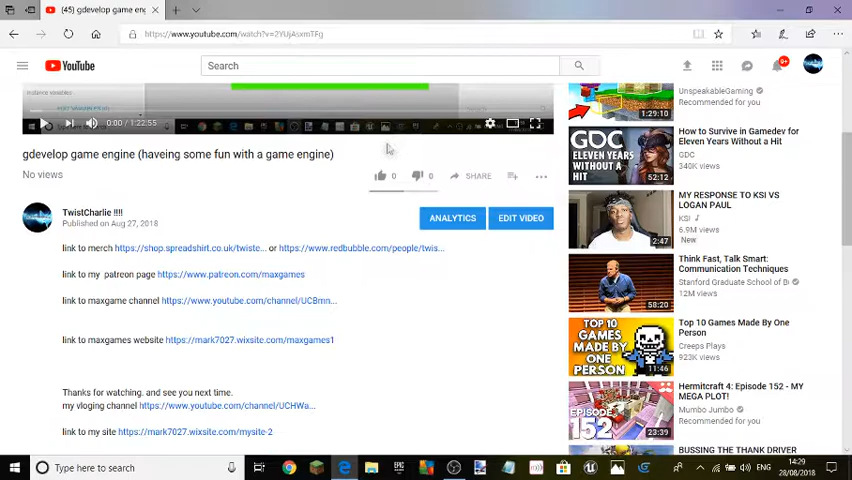 (45) gdevelop game eng
https://www.youtube.com/watch?v=2YUjAsxmTFg
YouTube
Search
9+
0:00 / 1:22:55
gdevelop game engine (haveing some fun with a game engine)
No views
0
0
SHARE
TwistCharlie !!!!
Published on Aug 27, 2018
ANALYTICS
EDIT VIDEO
link to merch https://shop.spreadshirt.co.uk/twiste... or https://www.redbubble.com/people/twis...
link to my patreon page https://www.patreon.com/maxgames
link to maxgame channel https://www.youtube.com/channel/UCBmn...
link to maxgames website https://mark7027.wixsite.com/maxgames1
Thanks for watching. and see you next time.
my vloging channel https://www.youtube.com/channel/UCHWa...
link to my site https://mark7027.wixsite.com/mysite-2
1:29:10
UnspeakableGaming
Recommended for you
GDC
ELEVEN YEARS
WITHOUT A
HIT
52:12
How to Survive in Gamedev for
Eleven Years Without a Hit
GDC
340K views
2:47
MY RESPONSE TO KSI VS
LOGAN PAUL
KSI
6.9M views
New
58:20
Think Fast, Talk Smart:
Communication Techniques
Stanford Graduate School of B
12M views
TOP 10
GAMES
MADE BY
ONE
PERSON
11:46
Top 10 Games Made By One
Person
Creeps Plays
923K views
EPISODE
152
23:39
Hermitcraft 4: Episode 152 - MY
MEGA PLOT!
Mumbo Jumbo
Recommended for you
BUSSING THE THANK DRIVER
Type here to search
EPIC
ENG
14:29
28/08/2018